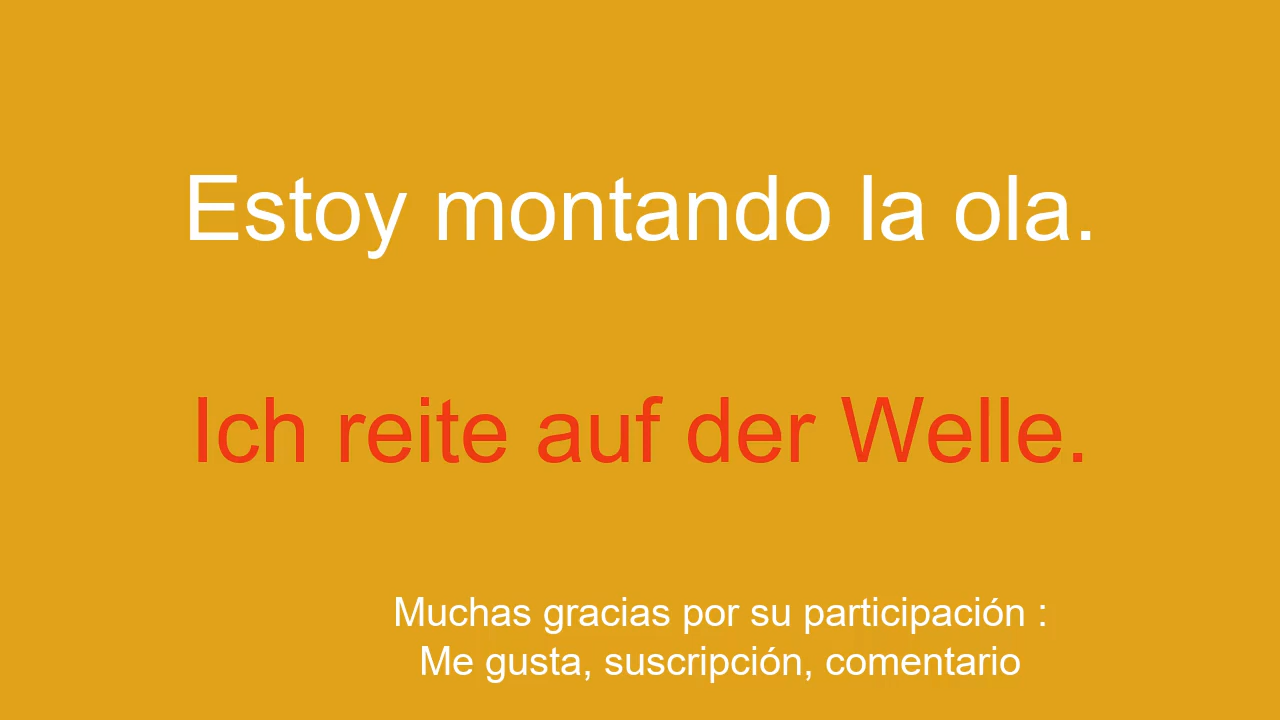 Estoy montando la ola.
Ich reite auf der Welle.
Muchas gracias por su participación :
Me gusta, suscripción, comentario